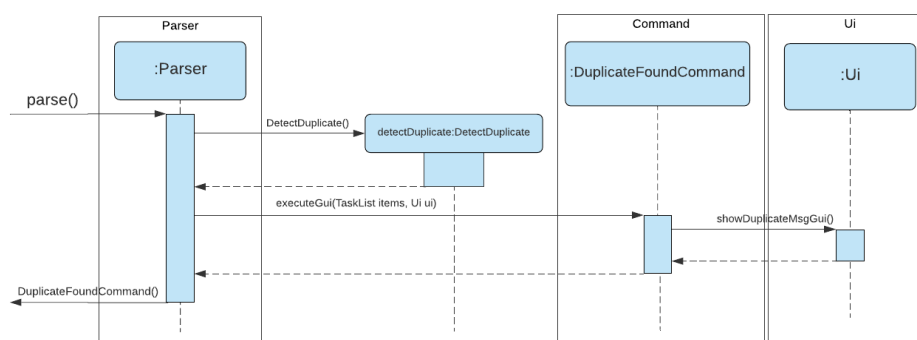 Parser
Command
Ui
:Parser
:DuplicateFoundCommand
:Ui
parse()
DetectDuplicate()
detectDuplicate:DetectDuplicate
executeGui(TaskList items, Ui ui)
showDuplicateMsgGui()
DuplicateFoundCommand()